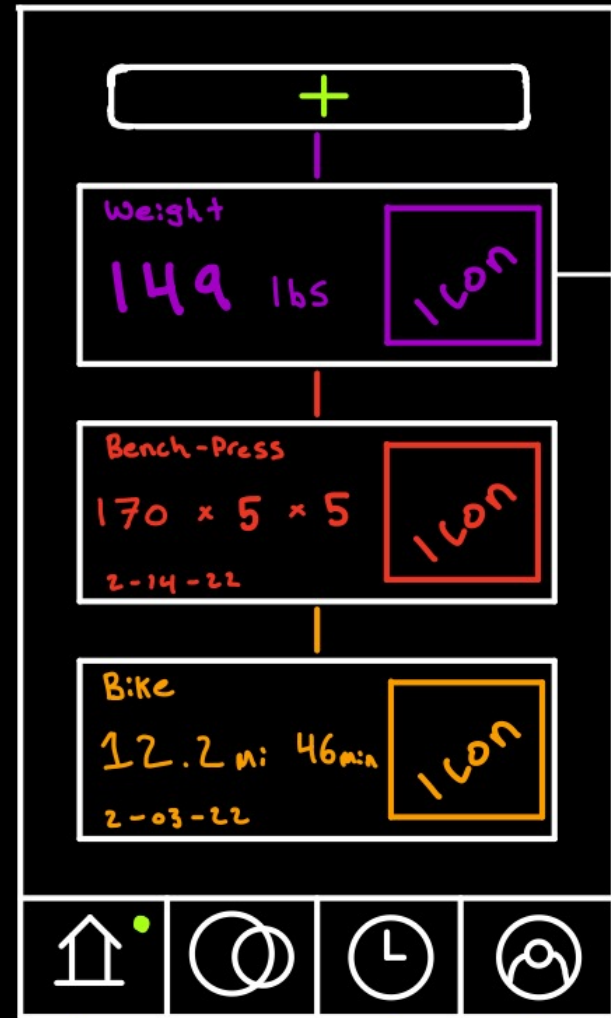 +
Weight
149 lbs
Icon
Bench-Press
170 × 5 × 5
Icon
2-14-22
Bike
12.2 mi 46min
Icon
2-03-22